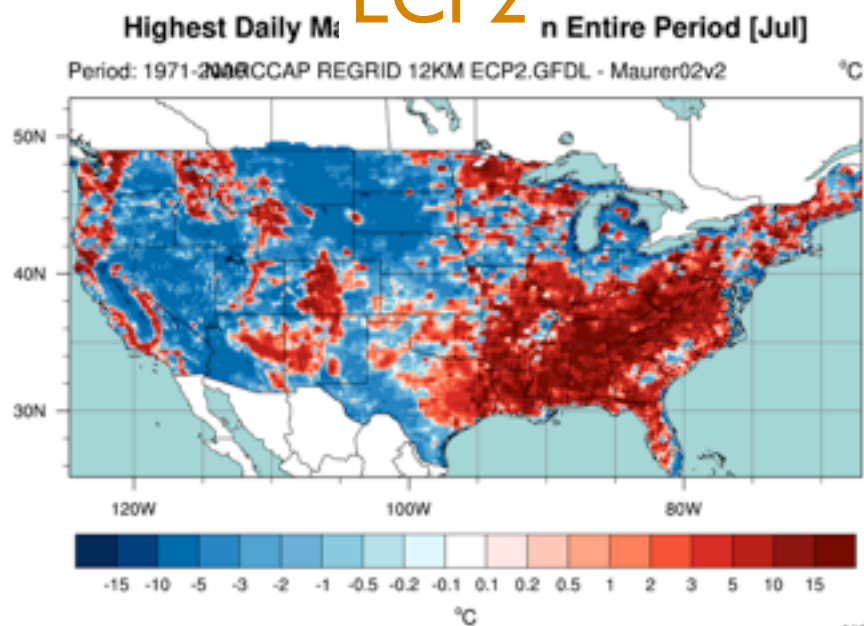 ECP2
Highest Daily Ma n Entire Period [Jul]
Period: 1971- NARCCAP REGRID 12KM ECP2.GFDL - Maurer02v2 °C
50N
40N
30N
120W 100W 80W
-15 -10 -5 -3 -2 -1 -0.5 -0.2 -0.1 0.1 0.2 0.5 1 2 3 5 10 15
°C